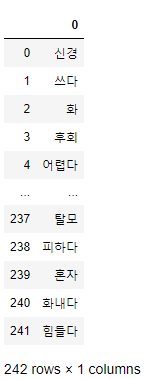 0
0 신경
1 쓰다
2 화
3 후회
4 어렵다
... ...
237 탈모
238 피하다
239 혼자
240 화내다
241 힘들다
242 rows × 1 columns